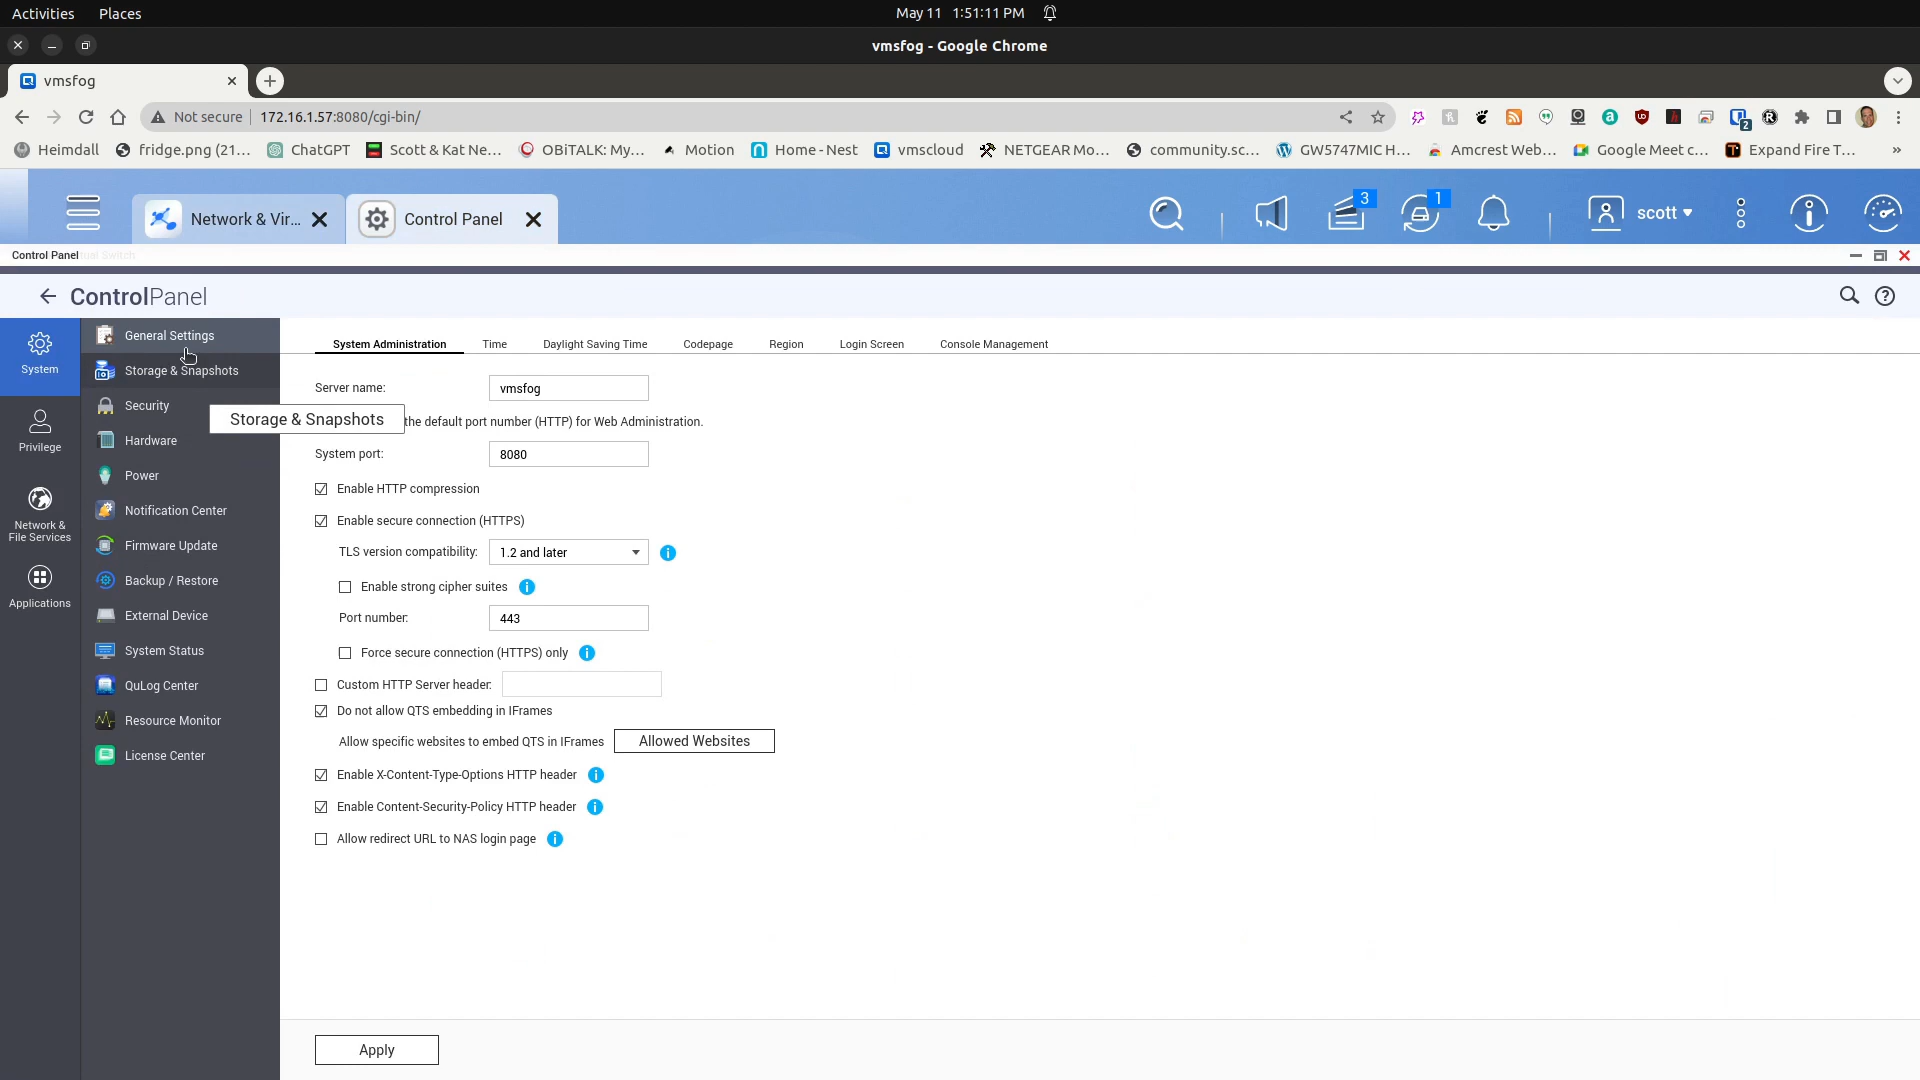 Activities Places May 11 1:51:11 PM
vmsfog - Google Chrome
vmsfog
Not secure 172.16.1.57:8080/cgi-bin/
2
Heimdall fridge.png (21... ChatGPT Scott & Kat Ne... OBiTALK: My... Motion Home - Nest vmscloud NETGEAR Mo... community.sc... GW5747MIC H... Amcrest Web... Google Meet c... Expand Fire T... »
Network & Vir... Control Panel 3 1 scott
Control Panel
ControlPanel
System
Privilege
Network &
File Services
Applications
General Settings
Storage & Snapshots
Security
Hardware
Power
Notification Center
Firmware Update
Backup / Restore
External Device
System Status
QuLog Center
Resource Monitor
License Center
Storage & Snapshots
System Administration Time Daylight Saving Time Codepage Region Login Screen Console Management
Server name: vmsfog
the default port number (HTTP) for Web Administration.
System port: 8080
Enable HTTP compression
Enable secure connection (HTTPS)
TLS version compatibility: 1.2 and later
Enable strong cipher suites
Port number: 443
Force secure connection (HTTPS) only
Custom HTTP Server header:
Do not allow QTS embedding in IFrames
Allow specific websites to embed QTS in IFrames Allowed Websites
Enable X-Content-Type-Options HTTP header
Enable Content-Security-Policy HTTP header
Allow redirect URL to NAS login page
Apply